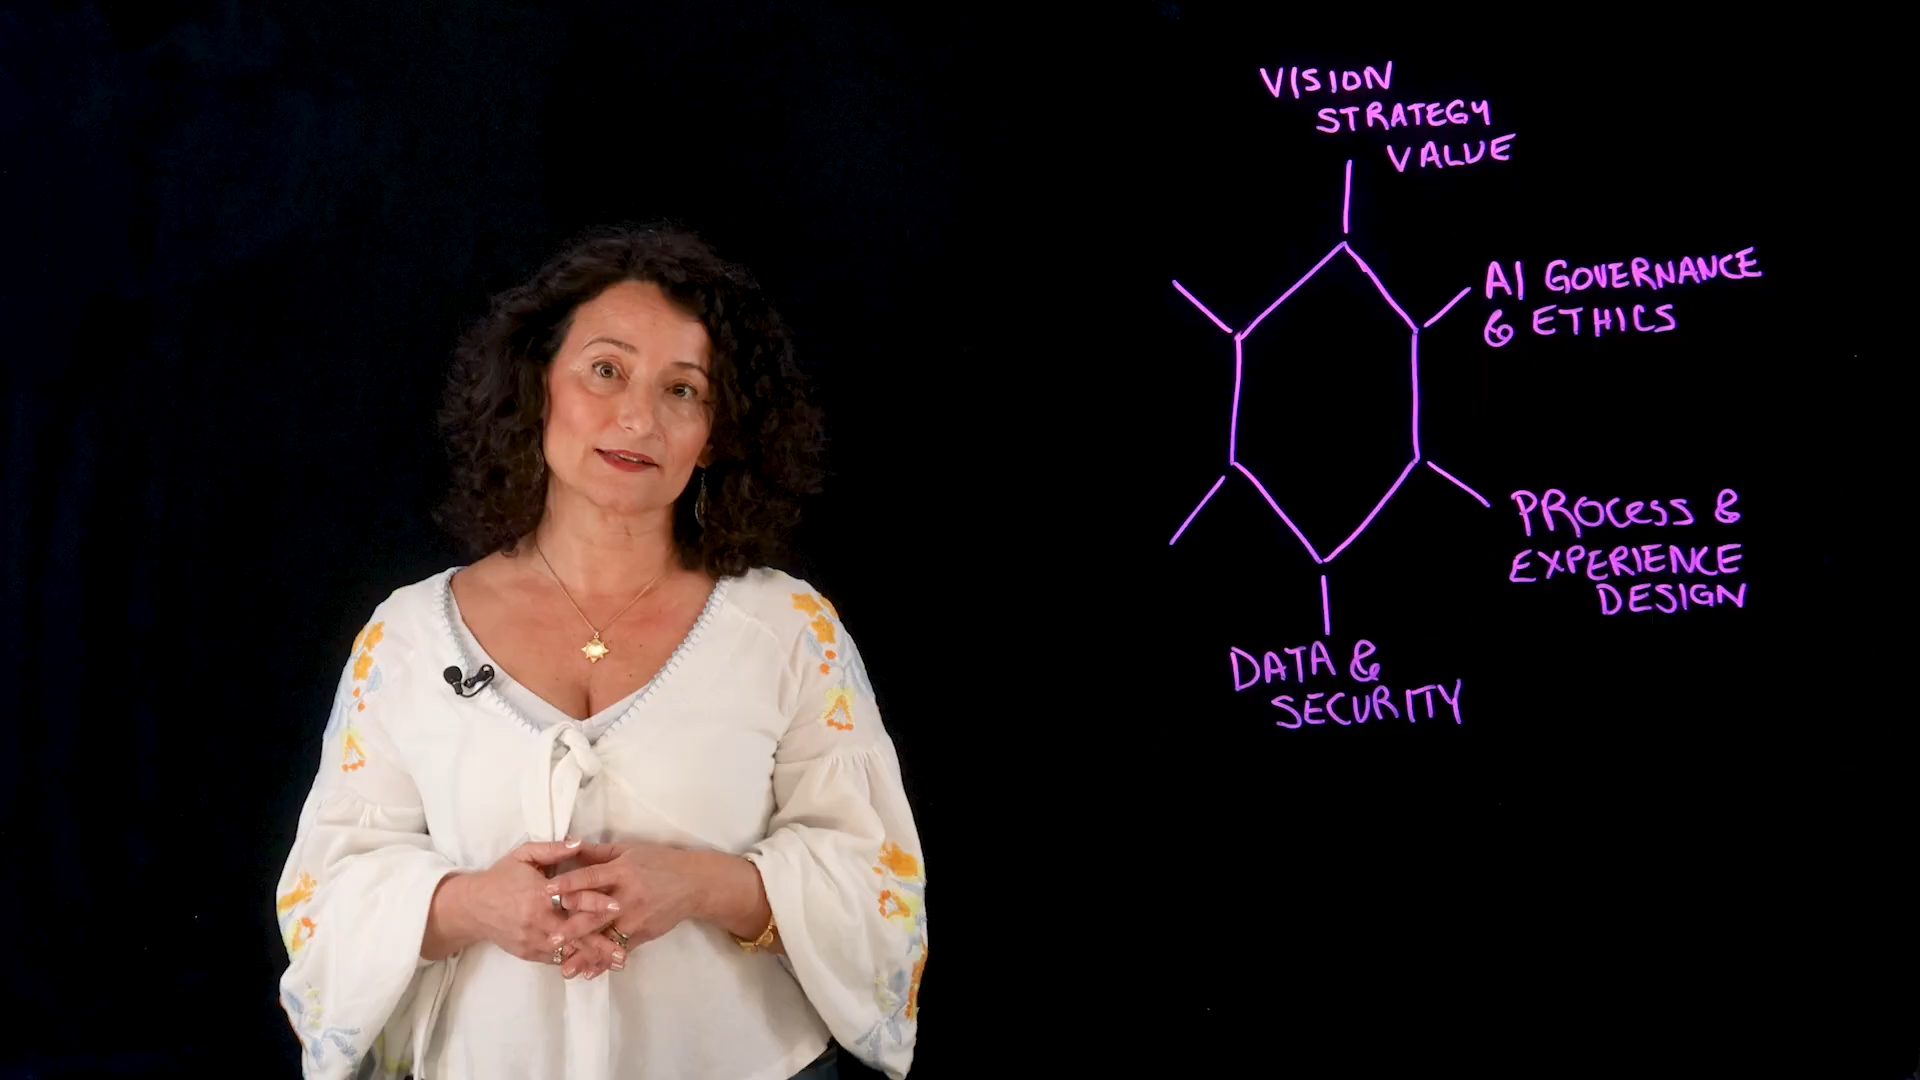 VISION
STRATEGY
VALUE
AI GOVERNANCE
& ETHICS
PROCESS &
EXPERIENCE
DESIGN
DATA &
SECURITY